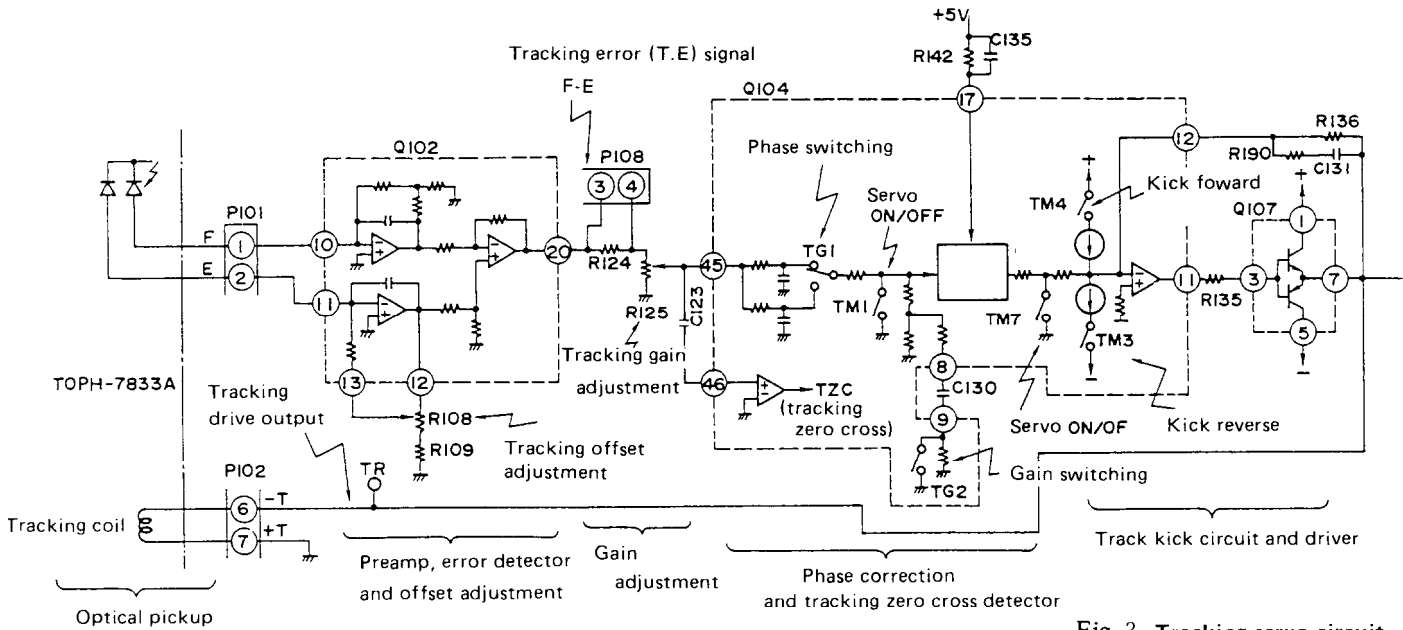 +5V
C135
R142
Tracking error (T.E) signal
F-E
Q104
17
12
R136
R190
C131
Q102
P108
3 4
Phase switching
Servo
ON/OFF
TM4
Kick foward
+
+
Q107
1
P101
F 1
E 2
10
11
20
R124
R125
C123
45
TG1
TM1
TM7
11
R135
3
7
5
TM3
−
−
TOPH-7833A
13
12
Tracking gain
adjustment
46
TZC
(tracking
zero cross)
8
C130
9
Servo ON/OF
Kick reverse
Tracking
drive output
R108
R109
Tracking offset
adjustment
TG2
Gain switching
P102
TR
Tracking coil
6 −T
7 +T
Preamp, error detector
and offset adjustment
Gain
adjustment
Phase correction
and tracking zero cross detector
Track kick circuit and driver
Optical pickup